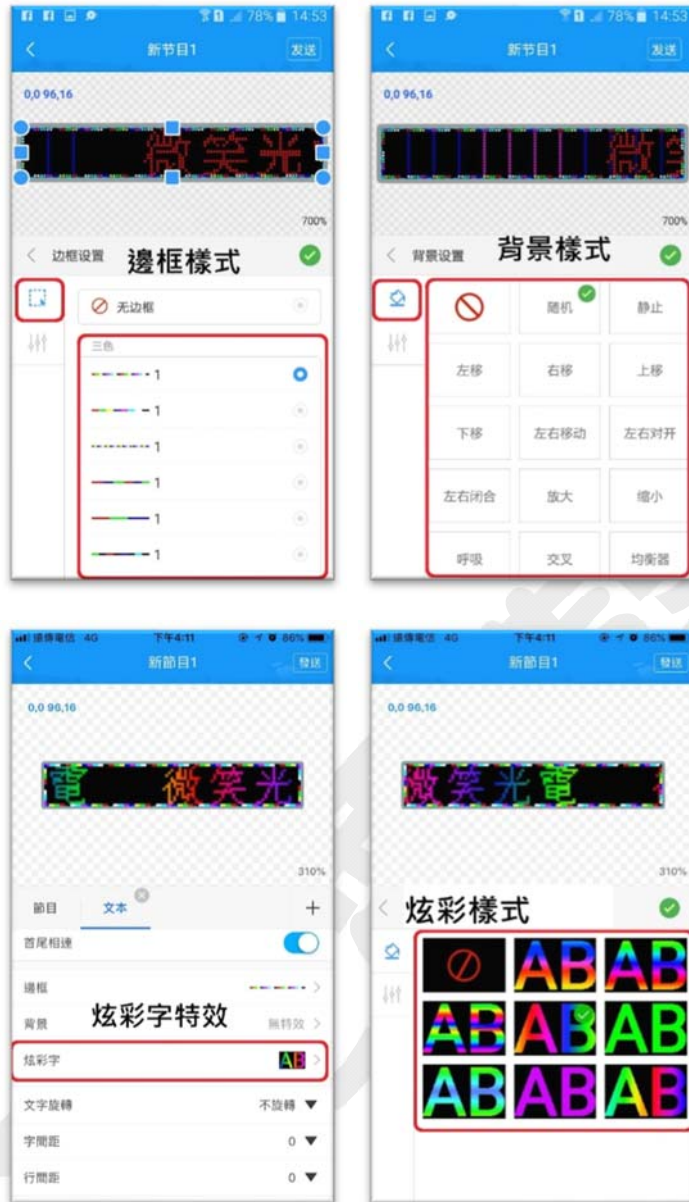 78% 14:53
新节目1
发送
0,0 96,16
微笑光
700%
边框设置
邊框樣式
无边框
三色
1
1
1
1
1
1
78% 14:53
新节目1
发送
0,0 96,16
微
700%
背景设置
背景樣式
随机
静止
左移
右移
上移
下移
左右移动
左右对开
左右闭合
放大
缩小
呼吸
交叉
均衡器
遠傳電信 4G
下午4:11
86%
新節目1
發送
0,0 96,16
電 微笑光
310%
節目
文本
首尾相連
邊框
炫彩字特效
背景
無特效
炫彩字
AB
文字旋轉
不旋轉
字間距
0
行間距
0
遠傳電信 4G
下午4:11
86%
新節目1
發送
0,0 96,16
微笑光電
310%
炫彩樣式
AB AB
AB AB AB
AB AB AB